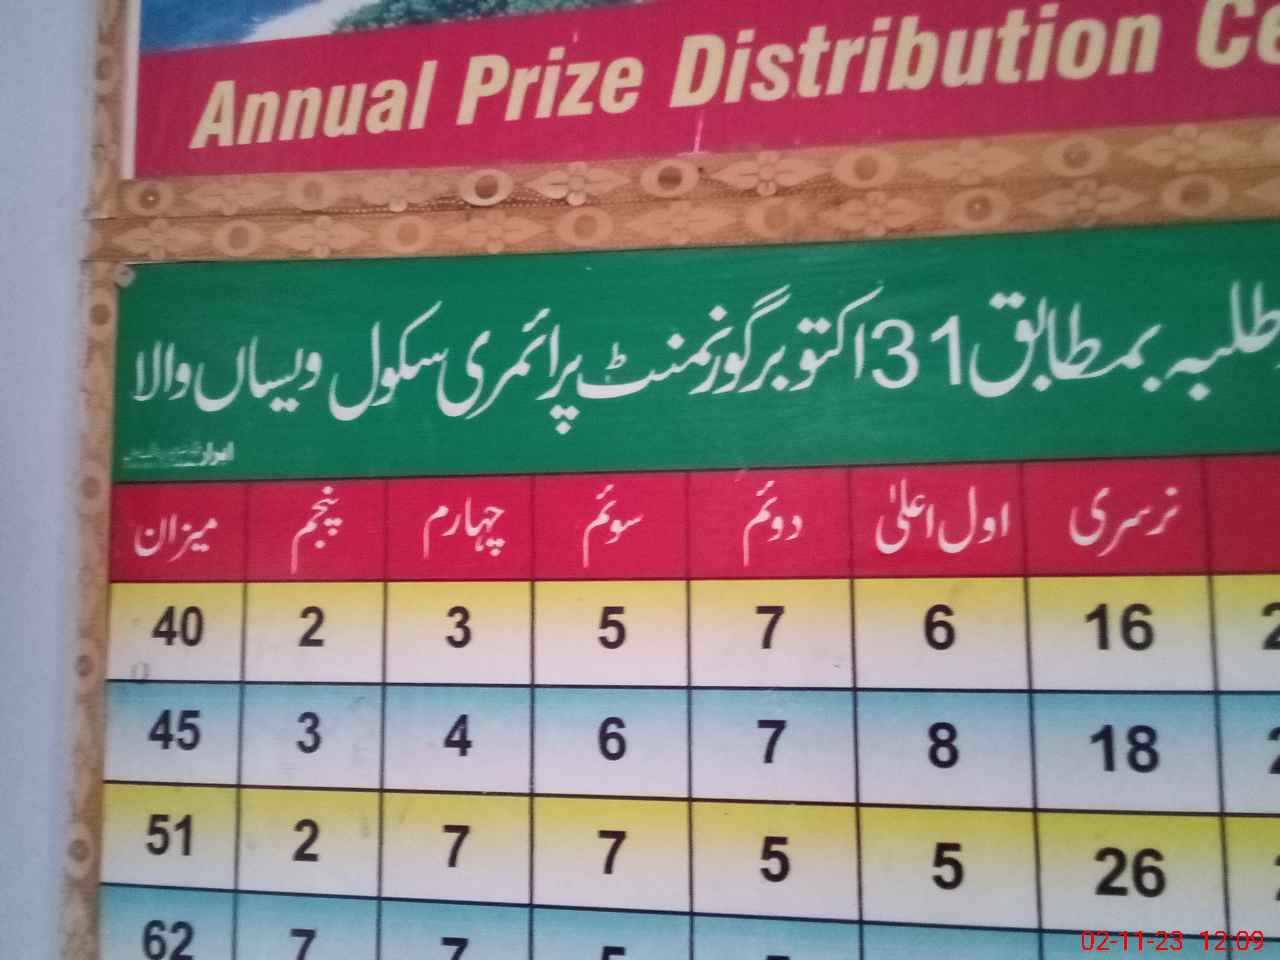 Annual Prize Distribution
طلبہ بمطابق 31 اکتوبر گورنمنٹ پرائمری سکول ویساں والا
ابرار
نرسری اول اعلیٰ دوئم سوئم چہارم پنجم میزان
16 6 7 5 3 2 40
18 8 7 6 4 3 45
26 5 5 7 7 2 51
7 7 62
02-11-23 12:09